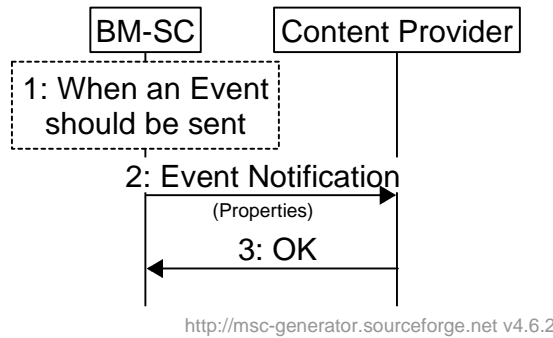 BM-SC
Content Provider
1: When an Event
should be sent
2: Event Notification
(Properties)
3: OK
http://msc-generator.sourceforge.net v4.6.2